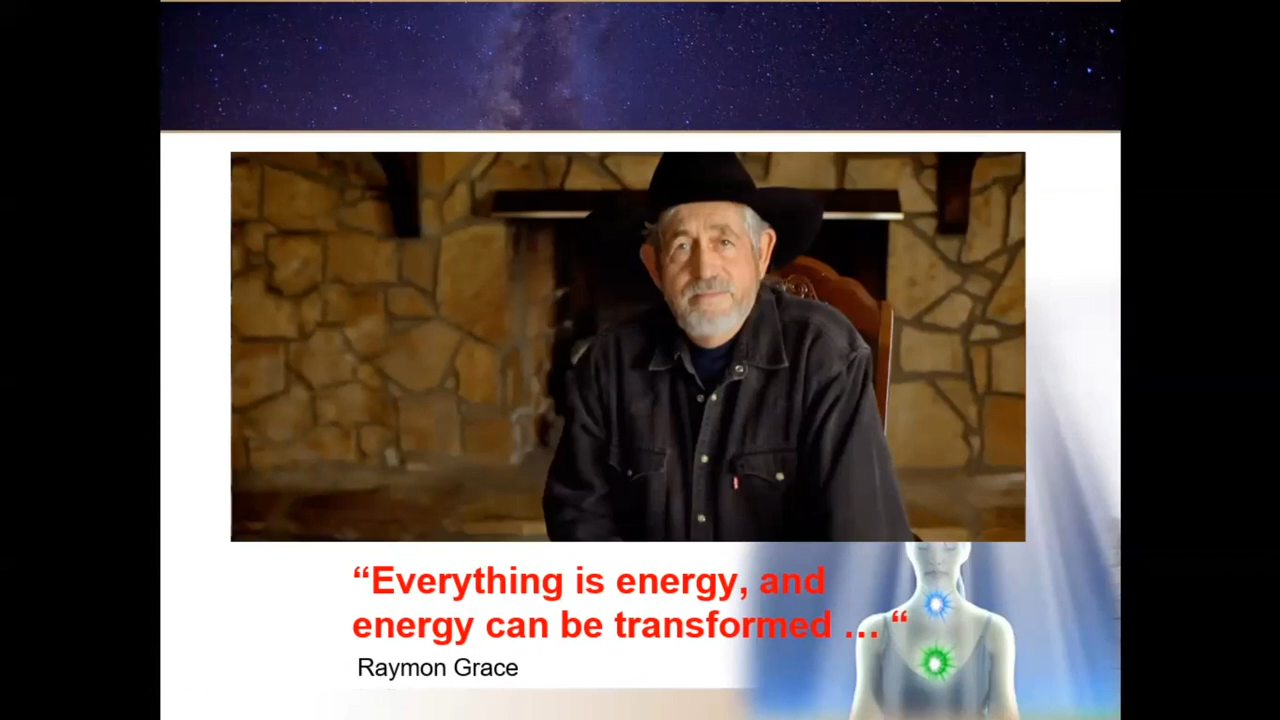 “Everything is energy, and
energy can be transformed ... “
Raymon Grace